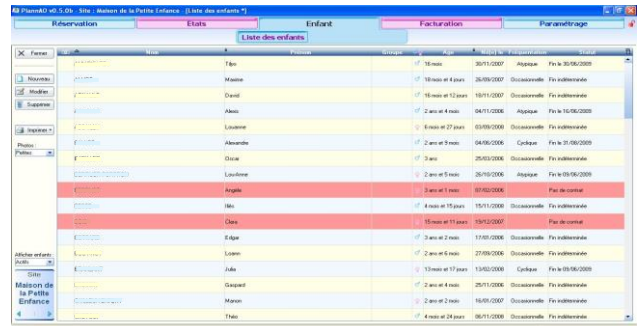 PlannAO v0.5.0b - Site : Maison de la Petite Enfance - [Liste des enfants *]
Réservation Etats Enfant Facturation Paramétrage
Liste des enfants
Fermer Nom Prénom Groupe Age Né(e) le Fréquentation Statut
Tilya 16 mois 30/11/2007 Atypique Fin le 30/06/2009
Nouveau Maxime 18 mois et 4 jours 26/09/2007 Occasionnelle Fin indéterminée
Modifier David 16 mois et 12 jours 18/11/2007 Occasionnelle Fin indéterminée
Supprimer Alexis 2 ans et 4 mois 04/11/2006 Atypique Fin le 16/06/2009
Imprimer Louanne 6 mois et 27 jours 03/09/2008 Occasionnelle Fin indéterminée
Photos : Alexandre 2 ans et 9 mois 04/06/2006 Cyclique Fin le 31/08/2009
Petites Oscar 3 ans 25/03/2006 Occasionnelle Fin indéterminée
Lou-Anne 2 ans et 5 mois 26/10/2006 Atypique Fin le 09/06/2009
Angèle 3 ans et 1 mois 07/02/2006 Pas de contrat
Iliès 4 mois et 15 jours 15/11/2008 Occasionnelle Fin indéterminée
Clara 15 mois et 11 jours 19/12/2007 Pas de contrat
Edgar 3 ans et 2 mois 17/01/2006 Occasionnelle Fin indéterminée
Afficher enfants : Loann 2 ans et 6 mois 27/09/2006 Occasionnelle Fin indéterminée
Actifs Julia 13 mois et 17 jours 13/02/2008 Cyclique Fin le 09/06/2009
Site Gaspard 2 ans et 4 mois 25/11/2006 Occasionnelle Fin indéterminée
Maison de la Petite Enfance Manon 2 ans et 2 mois 16/01/2007 Occasionnelle Fin indéterminée
Théo 4 mois et 24 jours 06/11/2008 Occasionnelle Fin indéterminée